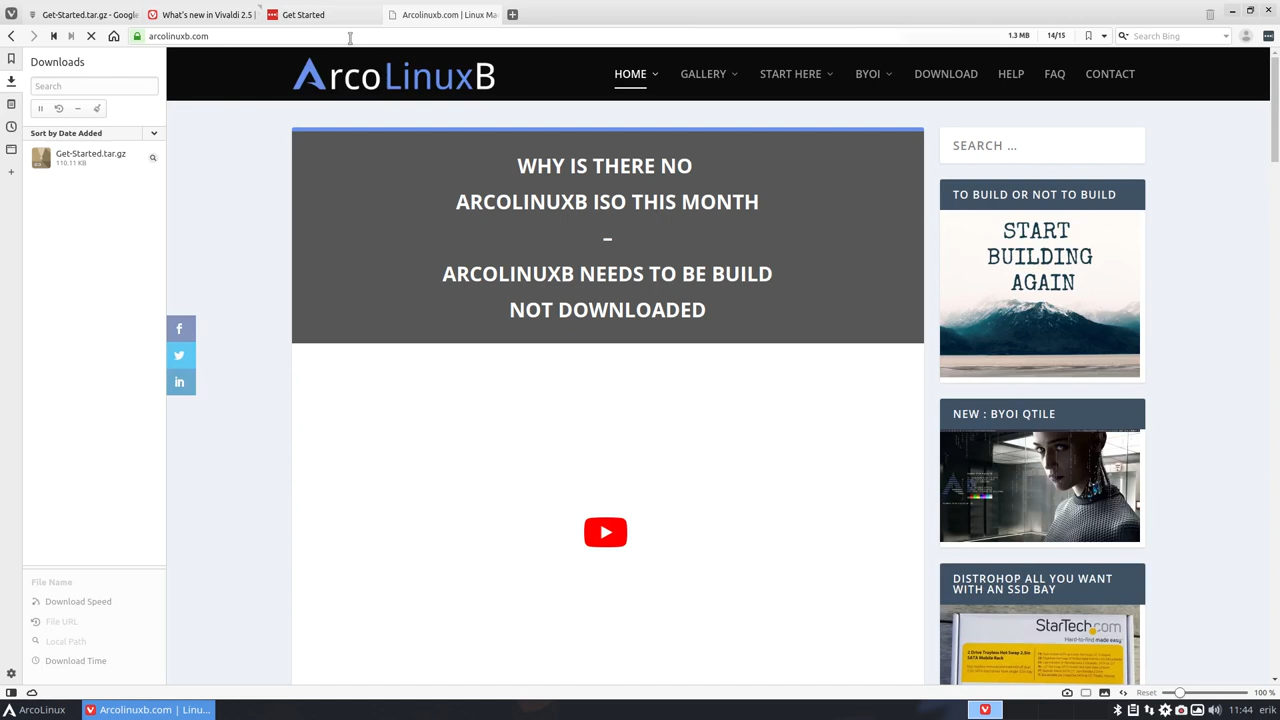 Get-Started.tar.gz - Google
What's new in Vivaldi 2.5 |
Get Started
Arcolinuxb.com | Linux Ma
arcolinuxb.com
1.3 MB
14/15
Search Bing
Downloads
Search
Sort by Date Added
Get-Started.tar.gz
110.11 KB
File Name
Download Speed
File URL
Local Path
Download Time
ArcoLinuxB
HOME
GALLERY
START HERE
BYOI
DOWNLOAD
HELP
FAQ
CONTACT
WHY IS THERE NO
ARCOLINUXB ISO THIS MONTH
–
ARCOLINUXB NEEDS TO BE BUILD
NOT DOWNLOADED
SEARCH ...
TO BUILD OR NOT TO BUILD
START
BUILDING
AGAIN
NEW : BYOI QTILE
DISTROHOP ALL YOU WANT
WITH AN SSD BAY
StarTech.com
Hard-to-find made easy
Reset
100 %
ArcoLinux
Arcolinuxb.com | Linu...
11:44
erik